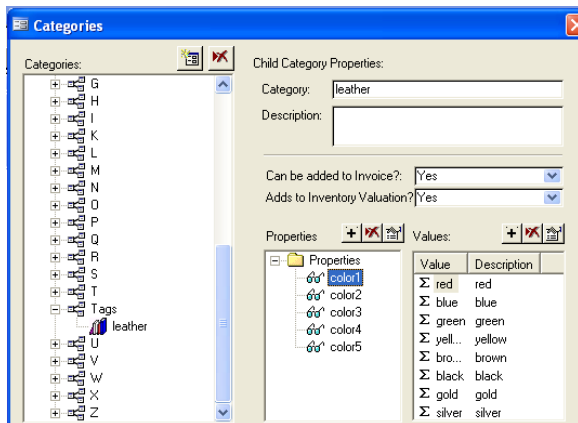 Categories
Categories:
G
H
I
K
L
M
N
O
P
Q
R
S
T
Tags
leather
U
V
W
X
Z
Child Category Properties:
Category: leather
Description:
Can be added to Invoice?: Yes
Adds to Inventory Valuation? Yes
Properties
Properties
color1
color2
color3
color4
color5
Values:
Value Description
Σ red red
Σ blue blue
Σ green green
Σ yell... yellow
Σ bro... brown
Σ black black
Σ gold gold
Σ silver silver